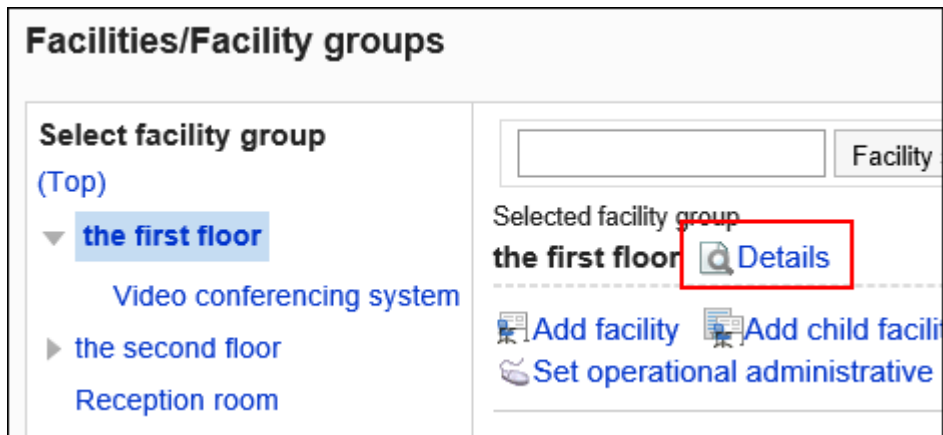 Facilities/Facility groups
Select facility group
(Top)
the first floor
Video conferencing system
the second floor
Reception room
Facility
Selected facility group
the first floor Details
Add facility Add child facili
Set operational administrative